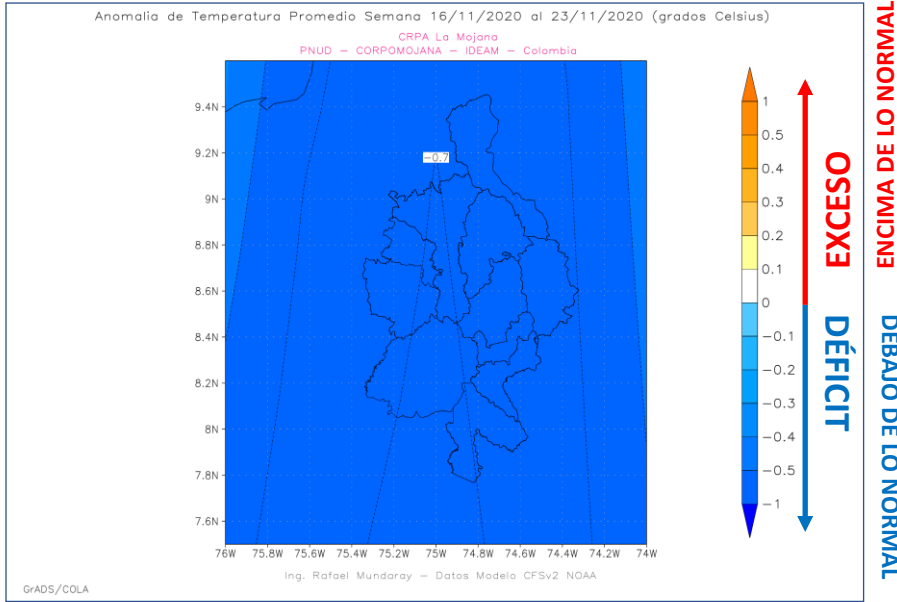 Anomalia de Temperatura Promedio Semana 16/11/2020 al 23/11/2020 (grados Celsius)
CRPA La Mojana
PNUD – CORPOMOJANA – IDEAM – Colombia
9.4N
9.2N
9N
8.8N
8.6N
8.4N
8.2N
8N
7.8N
7.6N
−0.7
76W 75.8W 75.6W 75.4W 75.2W 75W 74.8W 74.6W 74.4W 74.2W 74W
1
0.5
0.4
0.3
0.2
0.1
0
−0.1
−0.2
−0.3
−0.4
−0.5
−1
EXCESO
DÉFICIT
ENCIMA DE LO NORMAL
DEBAJO DE LO NORMAL
Ing. Rafael Mundaray – Datos Modelo CFSv2 NOAA
GrADS/COLA